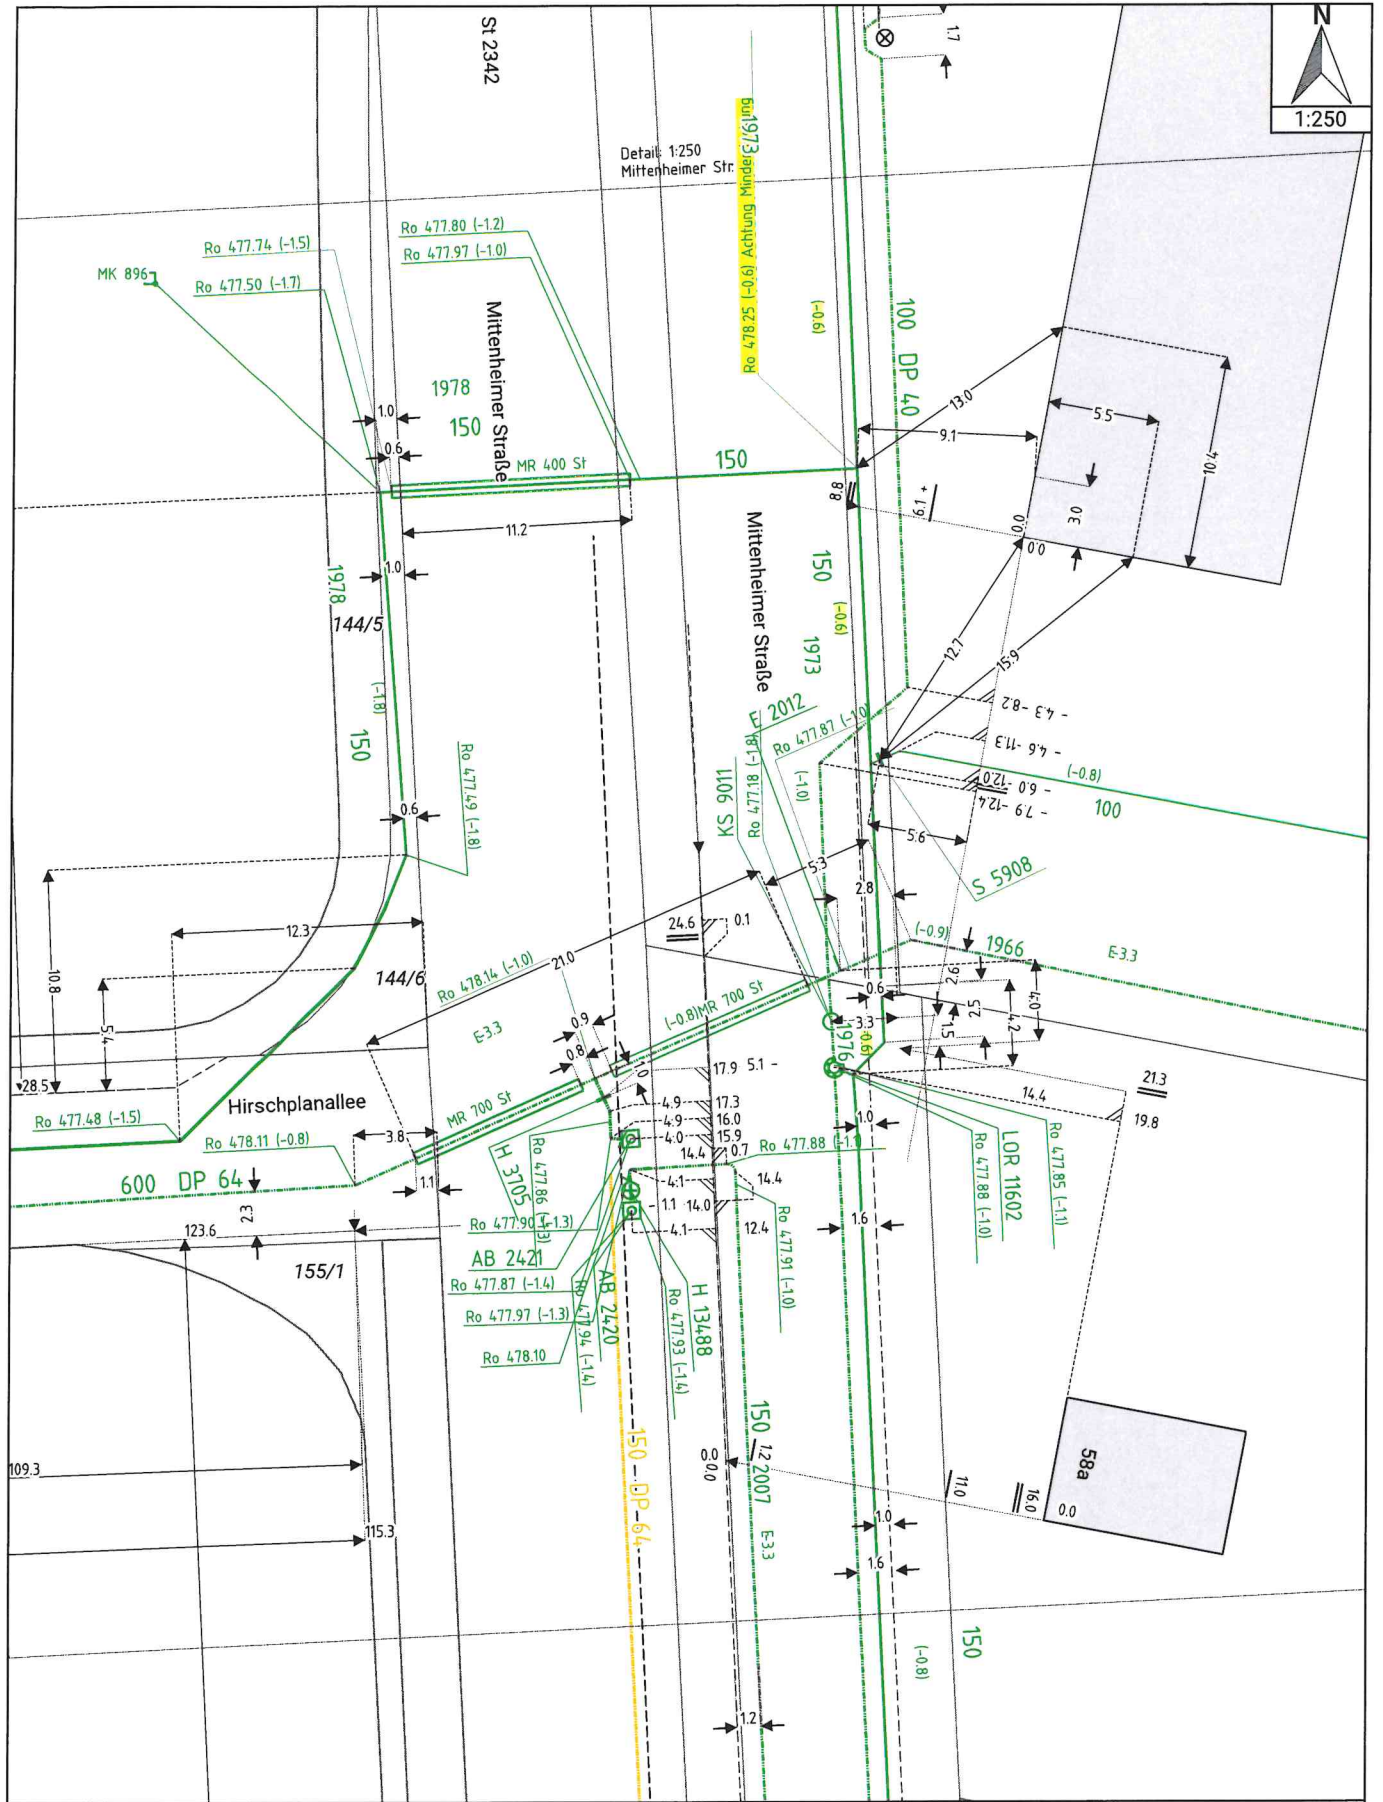 N
1:250
St 2342
1.7
Detail: 1:250
Mittenheimer Str.
1973
Ro 478.25 (-0.6) Achtung Minderdeckung
Ro 477.80 (-1.2)
Ro 477.97 (-1.0)
Ro 477.74 (-1.5)
Ro 477.50 (-1.7)
MK 896
Mittenheimer Straße
1978
150
1.0
0.6
MR 400 St
150
11.2
(-0.6)
100 DP 40
13.0
9.1
5.5
10.4
3.0
8.8
6.1 +
0.0
0.0
1.0
1978
144/5
(-1.8)
150
Mittenheimer Straße
150
(-0.6)
1973
12.7
15.9
- 4.3 -8.2
- 4.6 -11.3
- 6.0 -12.0
- 7.9 -12.4
(-0.8)
100
E 2012
Ro 477.87 (-1.0)
Ro 477.18 (-1.8)
KS 9011
(-1.0)
Ro 477.49 (-1.8)
0.6
9.5
5.3
2.8
S 5908
10.8
12.3
5.4
144/6
21.0
24.6
0.1
(-0.9)
1966
E-3.3
Ro 478.14 (-1.0)
E-3.3
0.9
0.8
(-0.8)
MR 700 St
0.6
3.3
2.6
2.5
1.5
4.2
4.0
1976
(-0.6)
28.5
Hirschplanallee
Ro 477.48 (-1.5)
Ro 478.11 (-0.8)
3.8
MR 700 St
1.0
17.9 5.1 -
4.9 17.3
4.9 16.0
4.0 15.9
14.4 0.7
Ro 477.88 (-1.1)
4.1 14.4
1.1 14.0
4.1 12.4
14.4
21.3
19.8
1.0
LOR 11602
Ro 477.88 (-1.0)
Ro 477.85 (-1.1)
600 DP 64
1.1
2.3
123.6
H 3705
Ro 477.86 (-1.3)
Ro 477.90 (-1.3)
AB 2421
Ro 477.87 (-1.4)
Ro 477.97 (-1.3)
Ro 478.10
AB 2420
Ro 477.94 (-1.4)
H 13488
Ro 477.93 (-1.4)
Ro 477.91 (-1.0)
1.6
155/1
150 DP 64
150
2007
E-3.3
1.2
0.0
0.0
11.0
16.0
0.0
58a
109.3
115.3
1.0
1.6
150
(-0.8)
1.2